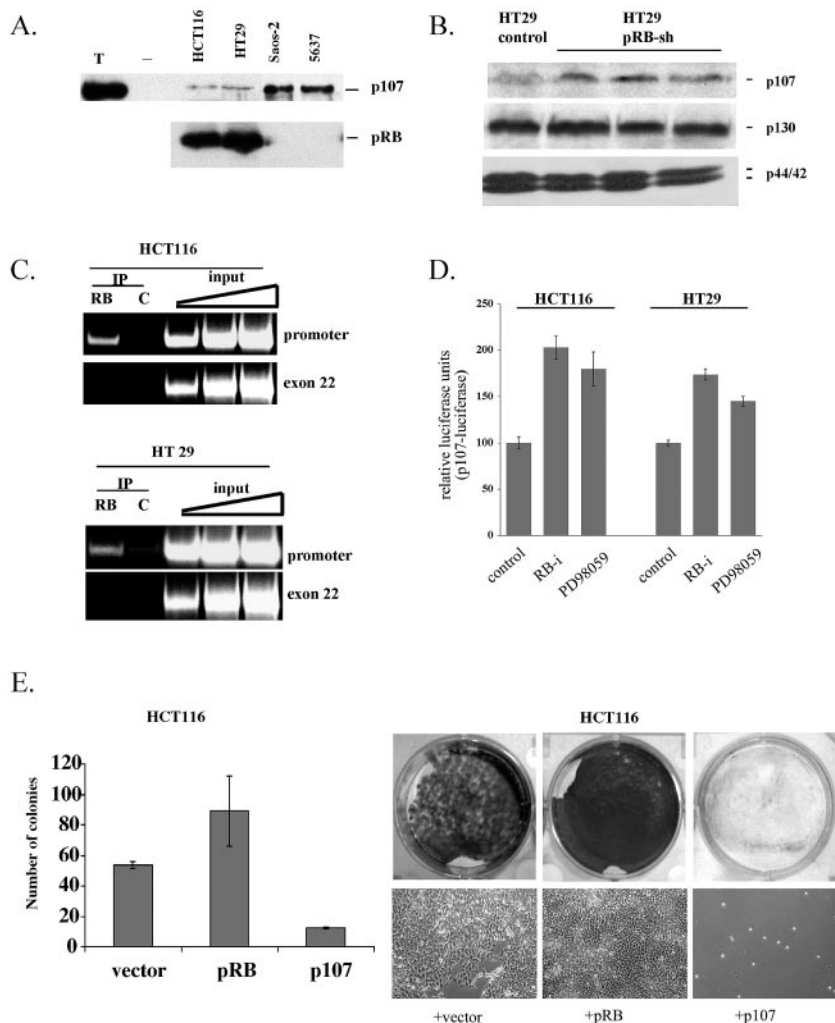 A.
HCT116
HT29
Saos-2
5637
T
–
– p107
– pRB
B.
HT29
control
HT29
pRB-sh
- p107
- p130
p44/42
C.
HCT116
IP
input
RB
C
promoter
exon 22
HT 29
IP
input
RB
C
promoter
exon 22
D.
HCT116
HT29
250
200
150
100
50
0
relative luciferase units
(p107-luciferase)
control
RB-i
PD98059
control
RB-i
PD98059
E.
HCT116
120
100
80
60
40
20
0
Number of colonies
vector
pRB
p107
HCT116
+vector
+pRB
+p107